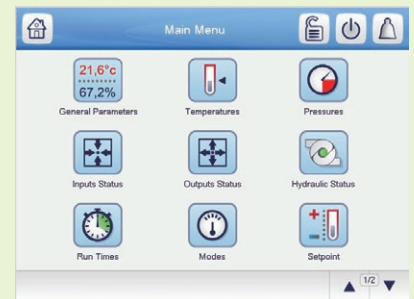 Main Menu
21,6°c
67,2%
General Parameters
Temperatures
Pressures
Inputs Status
Outputs Status
Hydraulic Status
Run Times
Modes
Setpoint
1/2